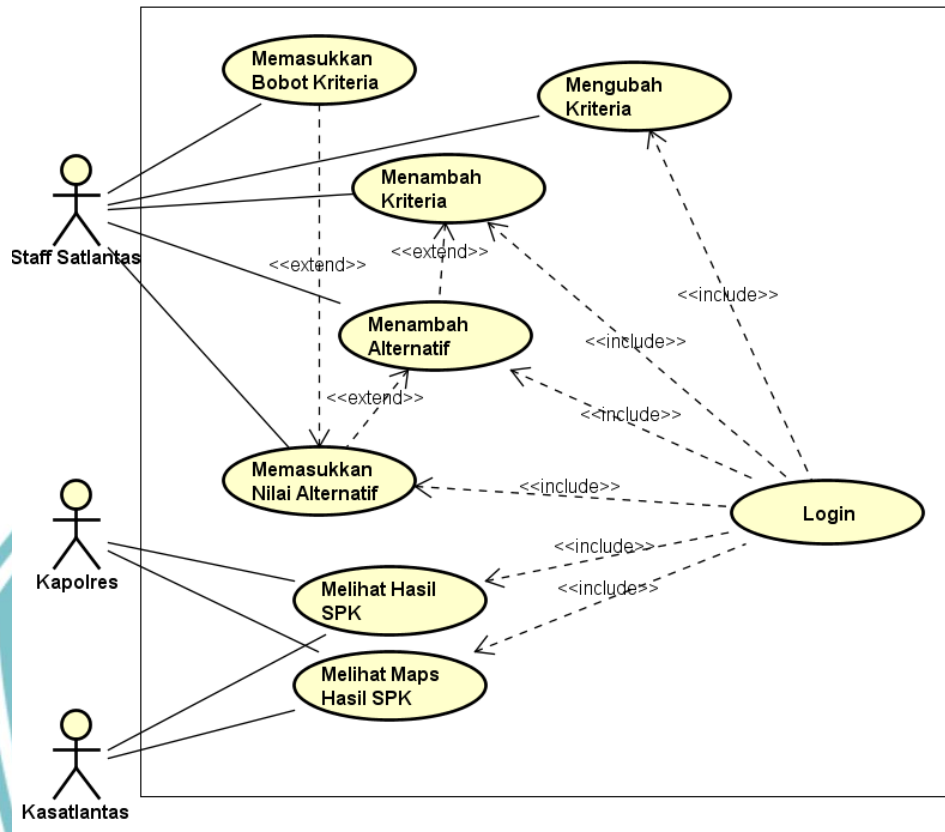 Memasukkan
Bobot Kriteria
Mengubah
Kriteria
Menambah
Kriteria
Staff Satlantas
<<extend>>
<<extend>>
<<include>>
Menambah
Alternatif
<<include>>
<<extend>>
<<include>>
Memasukkan
Nilai Alternatif
<<include>>
Login
Kapolres
<<include>>
Melihat Hasil
SPK
<<include>>
Melihat Maps
Hasil SPK
Kasatlantas